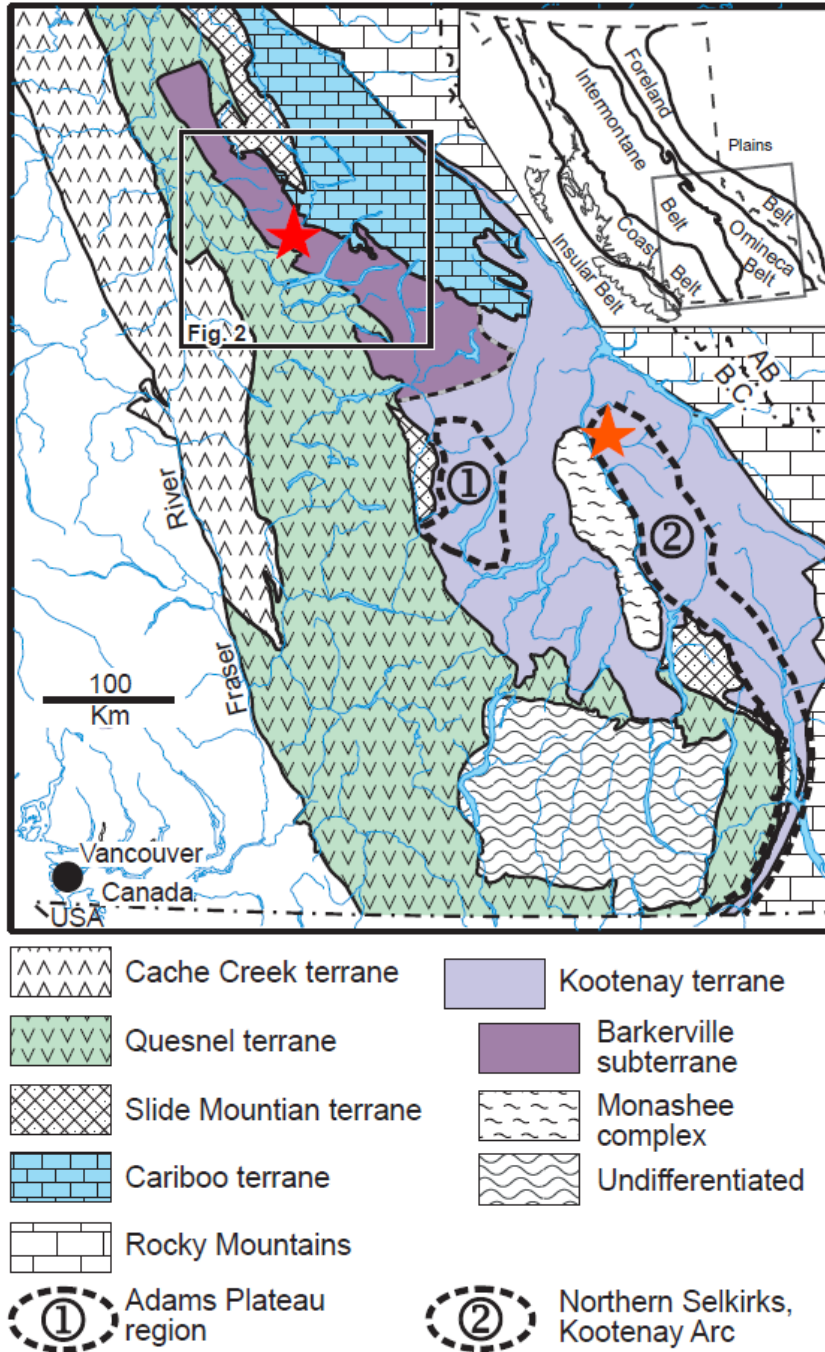 Foreland
Belt
Intermontane
Belt
Plains
Omineca
Belt
Coast
Belt
Insular Belt
Fig. 2
AB
B.C.
①
②
River
Fraser
100
Km
Vancouver
Canada
USA
Cache Creek terrane
Quesnel terrane
Slide Mountian terrane
Cariboo terrane
Rocky Mountains
① Adams Plateau
region
Kootenay terrane
Barkerville
subterrane
Monashee
complex
Undifferentiated
② Northern Selkirks,
Kootenay Arc